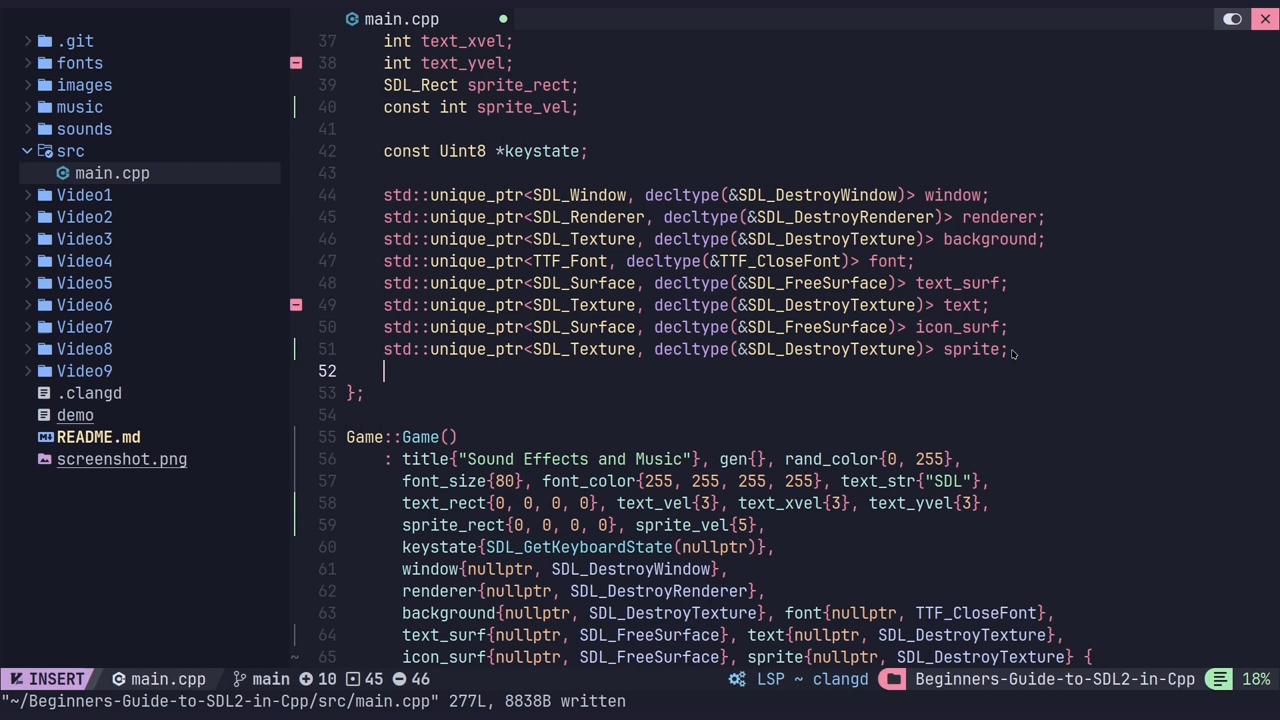 main.cpp
.git
fonts
images
music
sounds
src
main.cpp
Video1
Video2
Video3
Video4
Video5
Video6
Video7
Video8
Video9
.clangd
demo
README.md
screenshot.png
37 int text_xvel;
38 int text_yvel;
39 SDL_Rect sprite_rect;
40 const int sprite_vel;
41
42 const Uint8 *keystate;
43
44 std::unique_ptr<SDL_Window, decltype(&SDL_DestroyWindow)> window;
45 std::unique_ptr<SDL_Renderer, decltype(&SDL_DestroyRenderer)> renderer;
46 std::unique_ptr<SDL_Texture, decltype(&SDL_DestroyTexture)> background;
47 std::unique_ptr<TTF_Font, decltype(&TTF_CloseFont)> font;
48 std::unique_ptr<SDL_Surface, decltype(&SDL_FreeSurface)> text_surf;
49 std::unique_ptr<SDL_Texture, decltype(&SDL_DestroyTexture)> text;
50 std::unique_ptr<SDL_Surface, decltype(&SDL_FreeSurface)> icon_surf;
51 std::unique_ptr<SDL_Texture, decltype(&SDL_DestroyTexture)> sprite;
52
53 };
54
55 Game::Game()
56 : title{"Sound Effects and Music"}, gen{}, rand_color{0, 255},
57 font_size{80}, font_color{255, 255, 255, 255}, text_str{"SDL"},
58 text_rect{0, 0, 0, 0}, text_vel{3}, text_xvel{3}, text_yvel{3},
59 sprite_rect{0, 0, 0, 0}, sprite_vel{5},
60 keystate{SDL_GetKeyboardState(nullptr)},
61 window{nullptr, SDL_DestroyWindow},
62 renderer{nullptr, SDL_DestroyRenderer},
63 background{nullptr, SDL_DestroyTexture}, font{nullptr, TTF_CloseFont},
64 text_surf{nullptr, SDL_FreeSurface}, text{nullptr, SDL_DestroyTexture},
~ 65 icon_surf{nullptr, SDL_FreeSurface}, sprite{nullptr, SDL_DestroyTexture} {
INSERT main.cpp main 10 45 46 LSP ~ clangd Beginners-Guide-to-SDL2-in-Cpp 18%
"~/Beginners-Guide-to-SDL2-in-Cpp/src/main.cpp" 277L, 8838B written